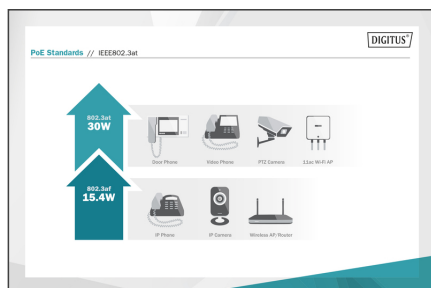 DIGITUS®
PoE Standards // IEEE802.3at
802.3at
30W
Door Phone
Video Phone
PTZ Camera
11ac Wi-Fi AP
802.3af
15.4W
IP Phone
IP Camera
Wireless AP/Router